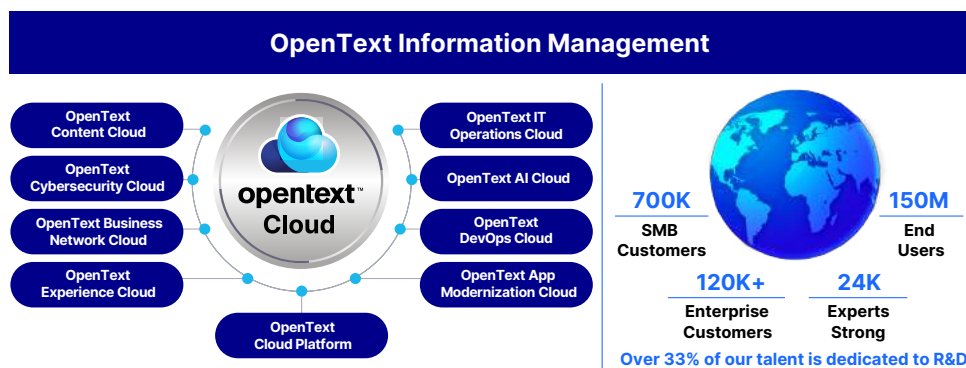 OpenText Information Management
OpenText
Content Cloud
OpenText
Cybersecurity Cloud
OpenText Business
Network Cloud
OpenText
Experience Cloud
opentext™
Cloud
OpenText IT
Operations Cloud
OpenText AI Cloud
OpenText
DevOps Cloud
OpenText App
Modernization Cloud
OpenText
Cloud Platform
700K
SMB
Customers
150M
End
Users
120K+
Enterprise
Customers
24K
Experts
Strong
Over 33% of our talent is dedicated to R&D